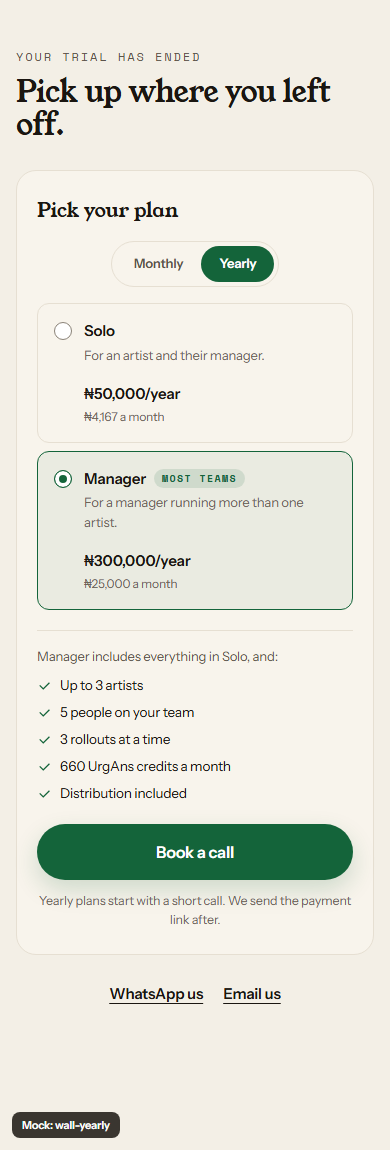 YOUR TRIAL HAS ENDED
Pick up where you left
off.
Pick your plan
Monthly Yearly
Solo
For an artist and their manager.
₦50,000/year
₦4,167 a month
Manager MOST TEAMS
For a manager running more than one
artist.
₦300,000/year
₦25,000 a month
Manager includes everything in Solo, and:
Up to 3 artists
5 people on your team
3 rollouts at a time
660 UrgAns credits a month
Distribution included
Book a call
Yearly plans start with a short call. We send the payment
link after.
WhatsApp us Email us
Mock: wall-yearly